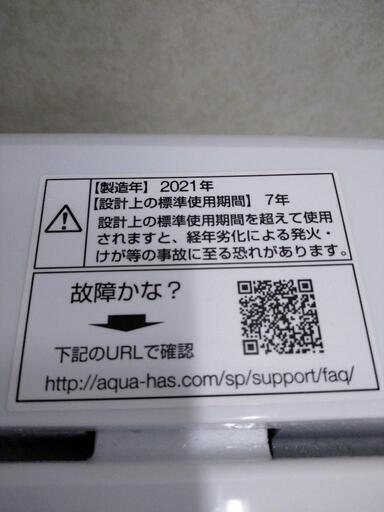 【製造年】 2021年
【設計上の標準使用期間】 7年
設計上の標準使用期間を超えて使用
されますと、経年劣化による発火・
けが等の事故に至る恐れがあります。
故障かな？
下記のURLで確認
http://aqua-has.com/sp/support/faq/